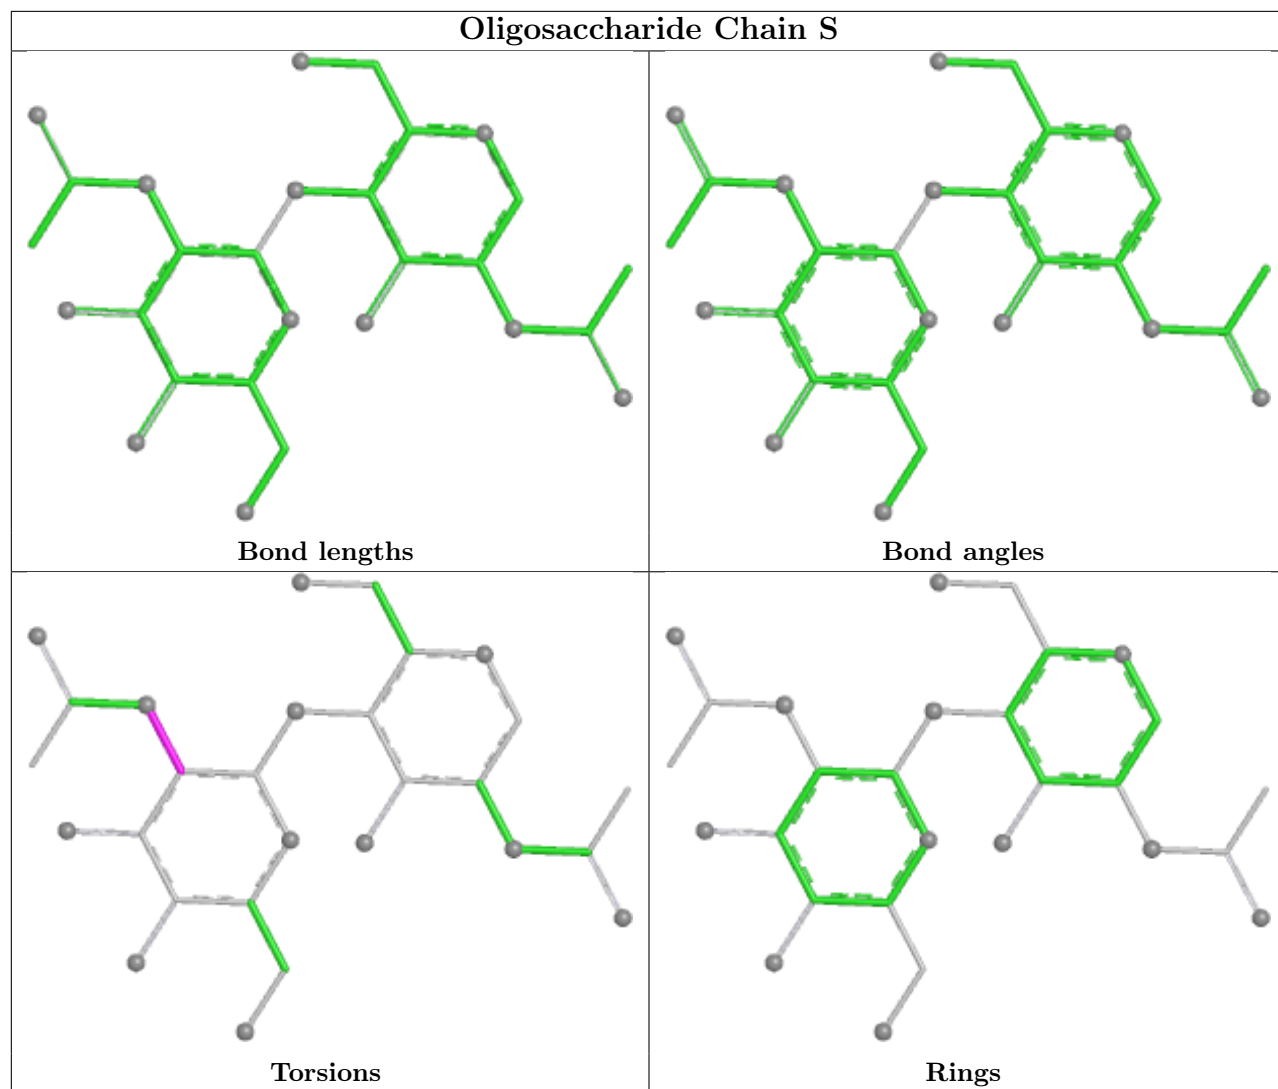 Oligosaccharide Chain S
Bond lengths
Bond angles
Torsions
Rings